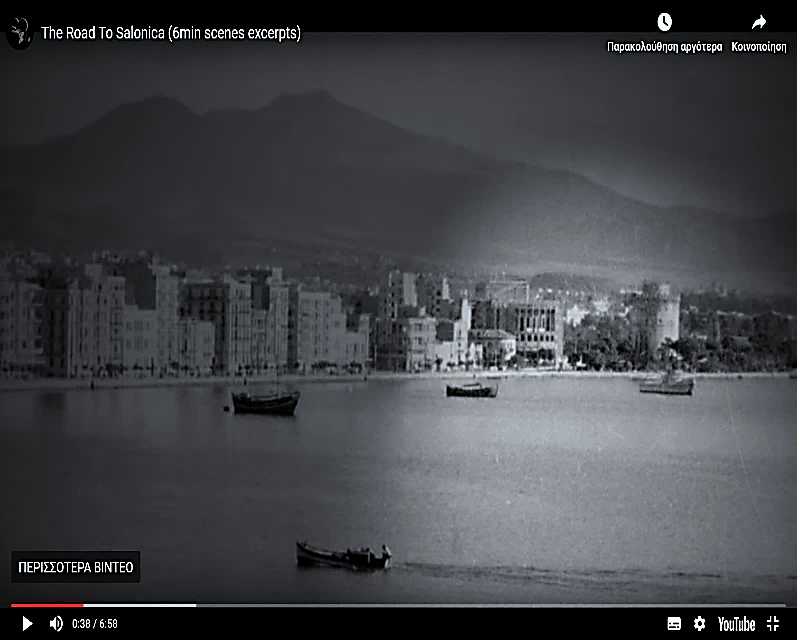 The Road To Salonica (6min scenes excerpts)
Παρακολούθηση αργότερα Κοινοποίηση
ΠΕΡΙΣΣΟΤΕΡΑ ΒΙΝΤΕΟ
0:38 / 6:58
YouTube